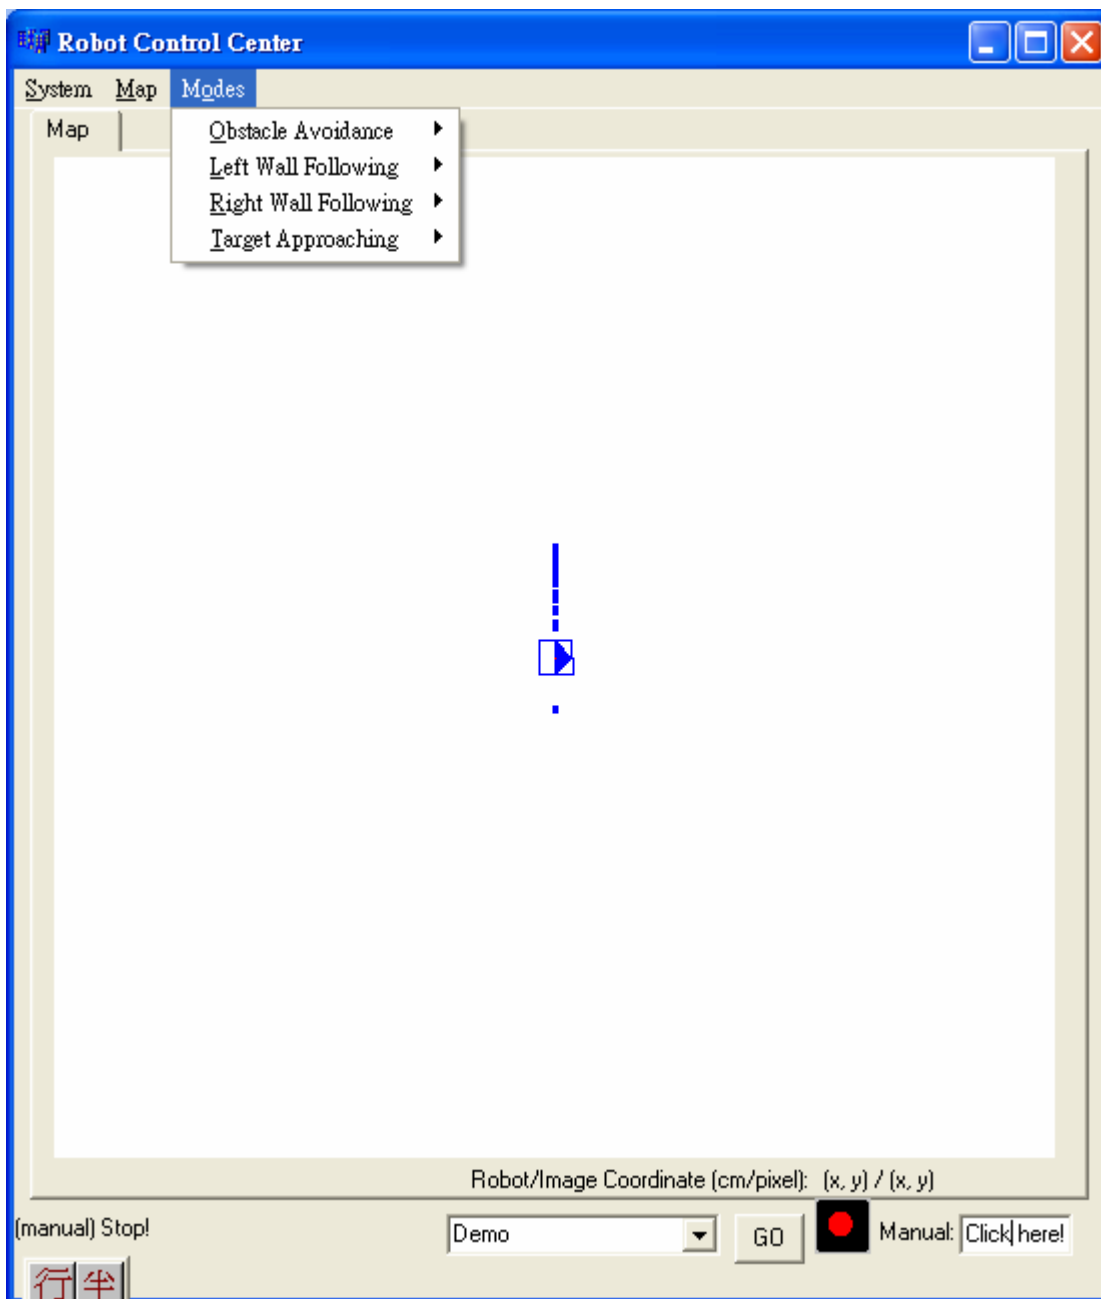 Robot Control Center
System Map Modes
Map
Obstacle Avoidance
Left Wall Following
Right Wall Following
Target Approaching
Robot/Image Coordinate (cm/pixel): (x, y) / (x, y)
(manual) Stop!
Demo
GO
Manual: Click here!
行 半